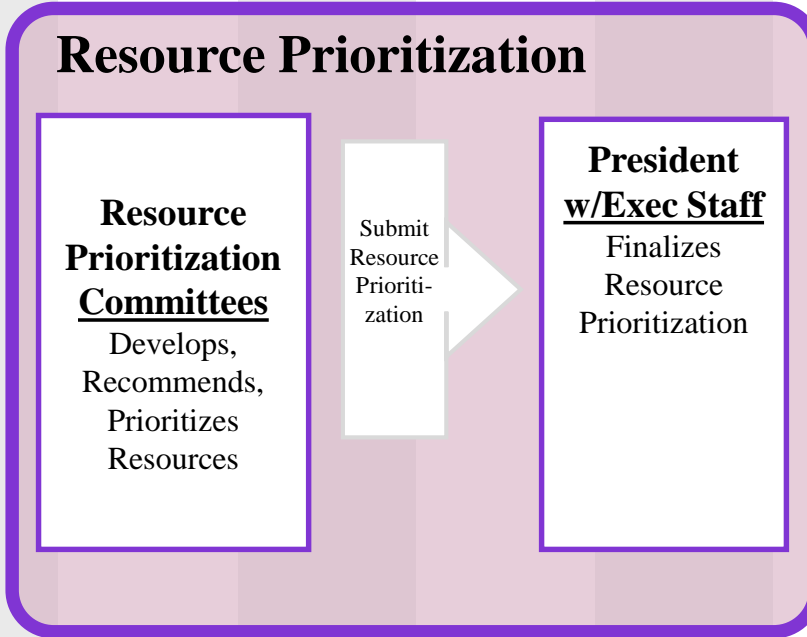 Resource Prioritization
Resource
Prioritization
Committees
Develops,
Recommends,
Prioritizes
Resources
Submit
Resource
Prioriti-
zation
President
w/Exec Staff
Finalizes
Resource
Prioritization